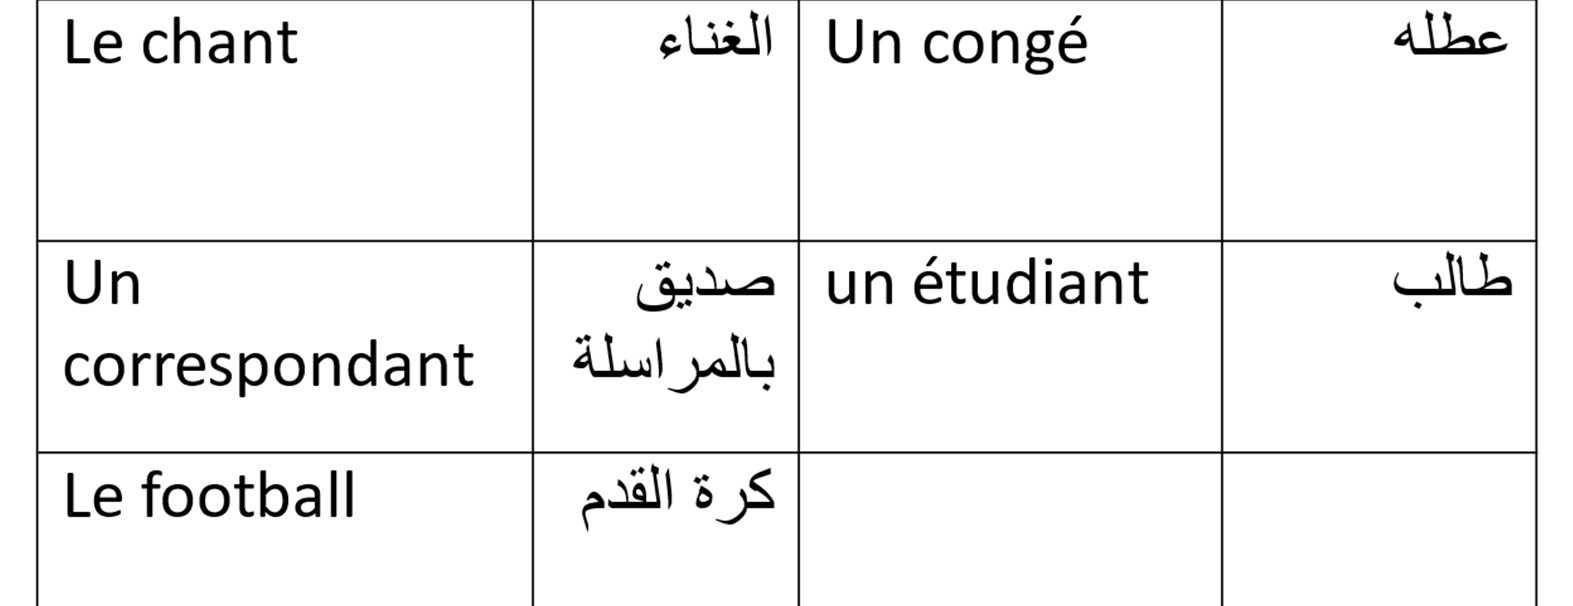 Le chant
الغناء
Un congé
عطله
Un
correspondant
صديق
بالمراسلة
un étudiant
طالب
Le football
كرة القدم